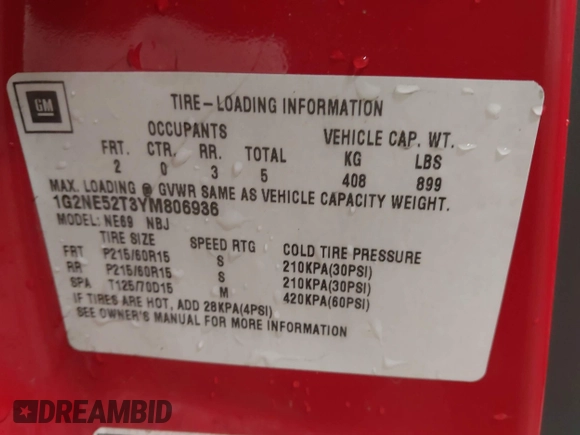 GM
TIRE-LOADING INFORMATION
OCCUPANTS VEHICLE CAP. WT.
FRT. CTR. RR. TOTAL KG LBS
2 0 3 5 408 899
MAX. LOADING @ GVWR SAME AS VEHICLE CAPACITY WEIGHT.
1G2NE52T3YM806936
MODEL: NE69 NBJ
TIRE SIZE SPEED RTG COLD TIRE PRESSURE
FRT P215/60R15 S 210KPA(30PSI)
RR P215/60R15 S 210KPA(30PSI)
SPA T125/70D15 M 420KPA(60PSI)
IF TIRES ARE HOT, ADD 28KPA(4PSI)
SEE OWNER'S MANUAL FOR MORE INFORMATION
DREAMBID